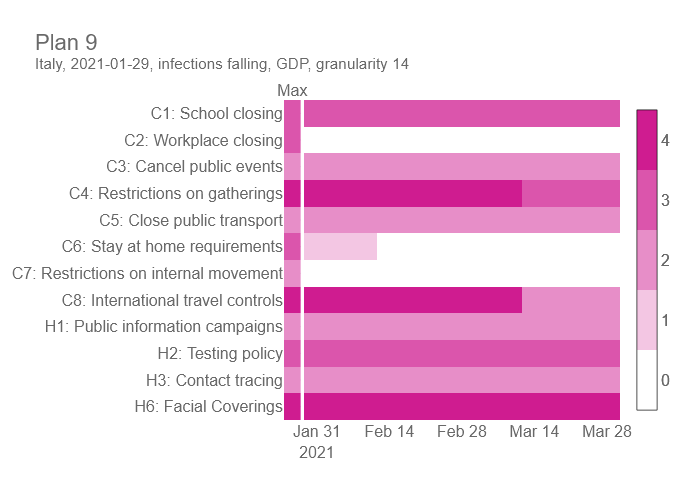 Plan 9
Italy, 2021-01-29, infections falling, GDP, granularity 14
Max
C1: School closing
C2: Workplace closing
C3: Cancel public events
C4: Restrictions on gatherings
C5: Close public transport
C6: Stay at home requirements
C7: Restrictions on internal movement
C8: International travel controls
H1: Public information campaigns
H2: Testing policy
H3: Contact tracing
H6: Facial Coverings
Jan 31 Feb 14 Feb 28 Mar 14 Mar 28
2021
4
3
2
1
0